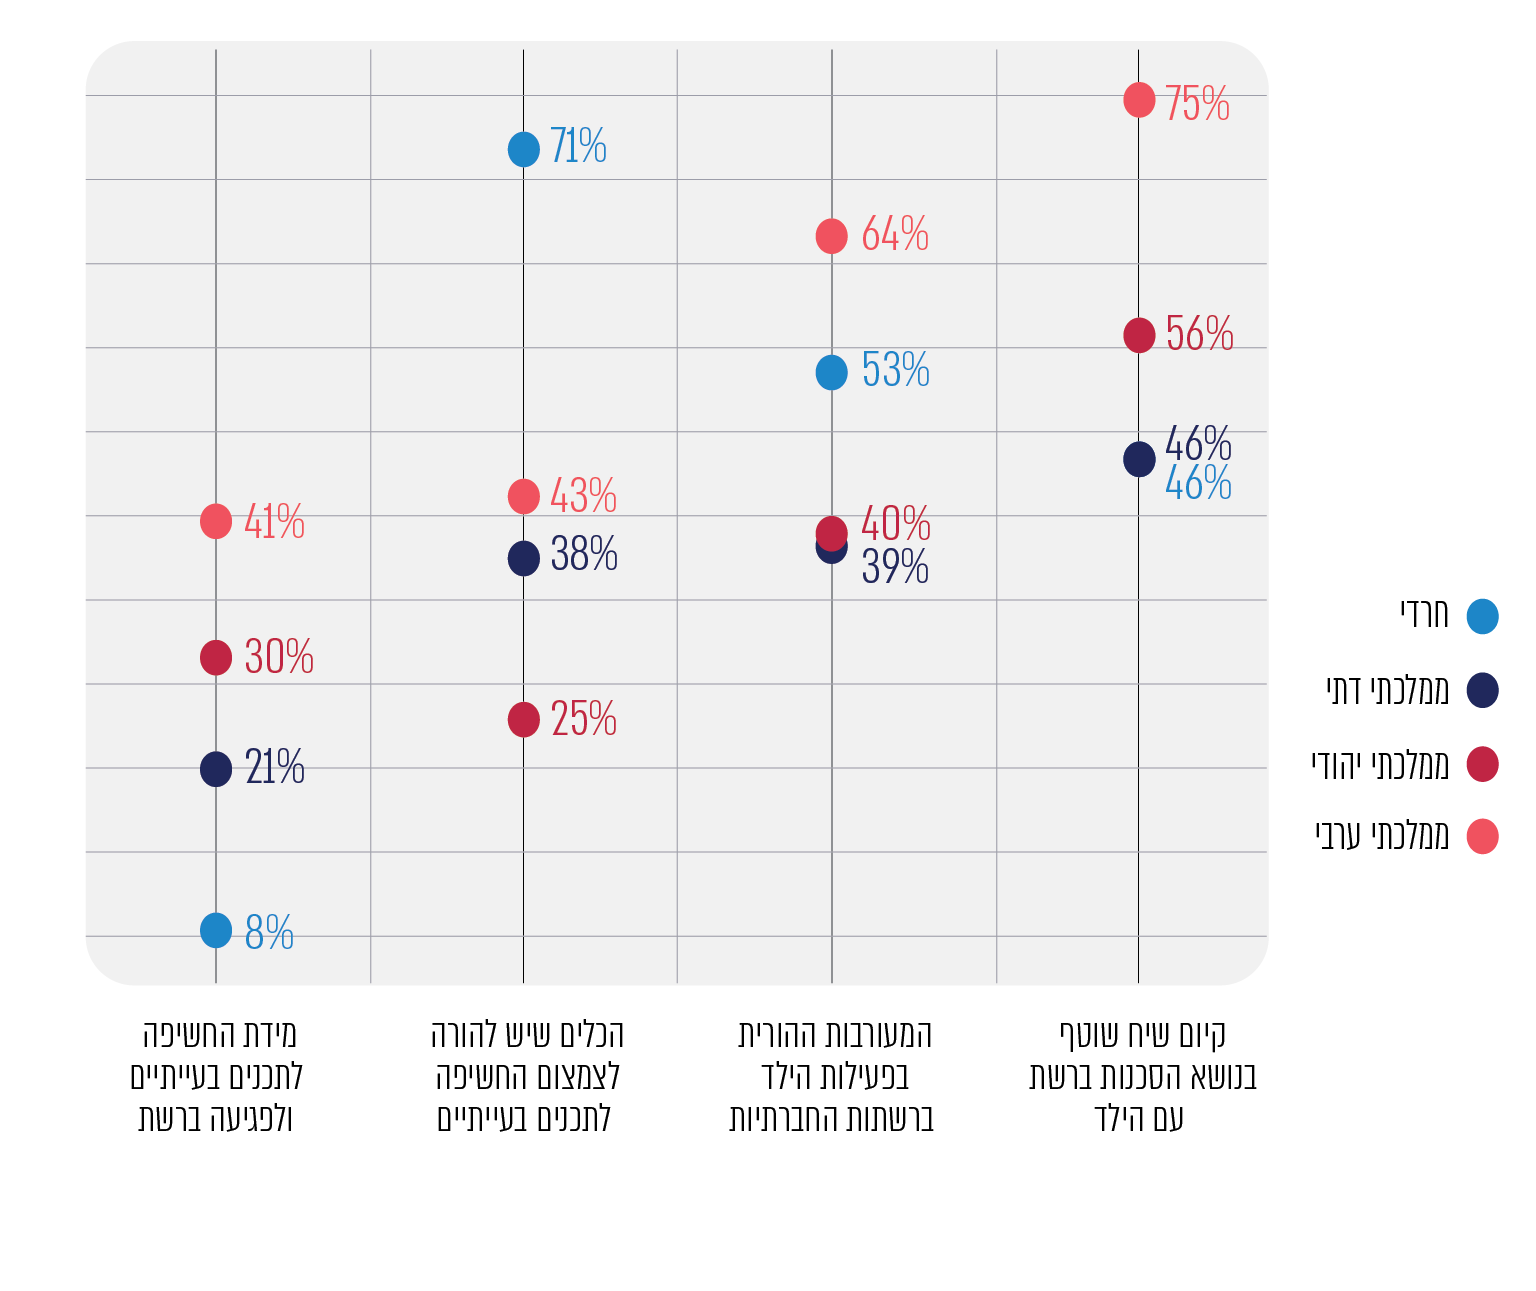 75%
56%
46%
46%
64%
53%
40%
39%
71%
43%
38%
25%
41%
30%
21%
8%
חרדי
ממלכתי דתי
ממלכתי יהודי
ממלכתי ערבי
קיום שיח שוטף
בנושא הסכנות ברשת
עם הילד
המעורבות ההורית
בפעילות הילד
ברשתות החברתיות
הכלים שיש להורה
לצמצום החשיפה
לתכנים בעייתיים
מידת החשיפה
לתכנים בעייתיים
ולפגיעה ברשת